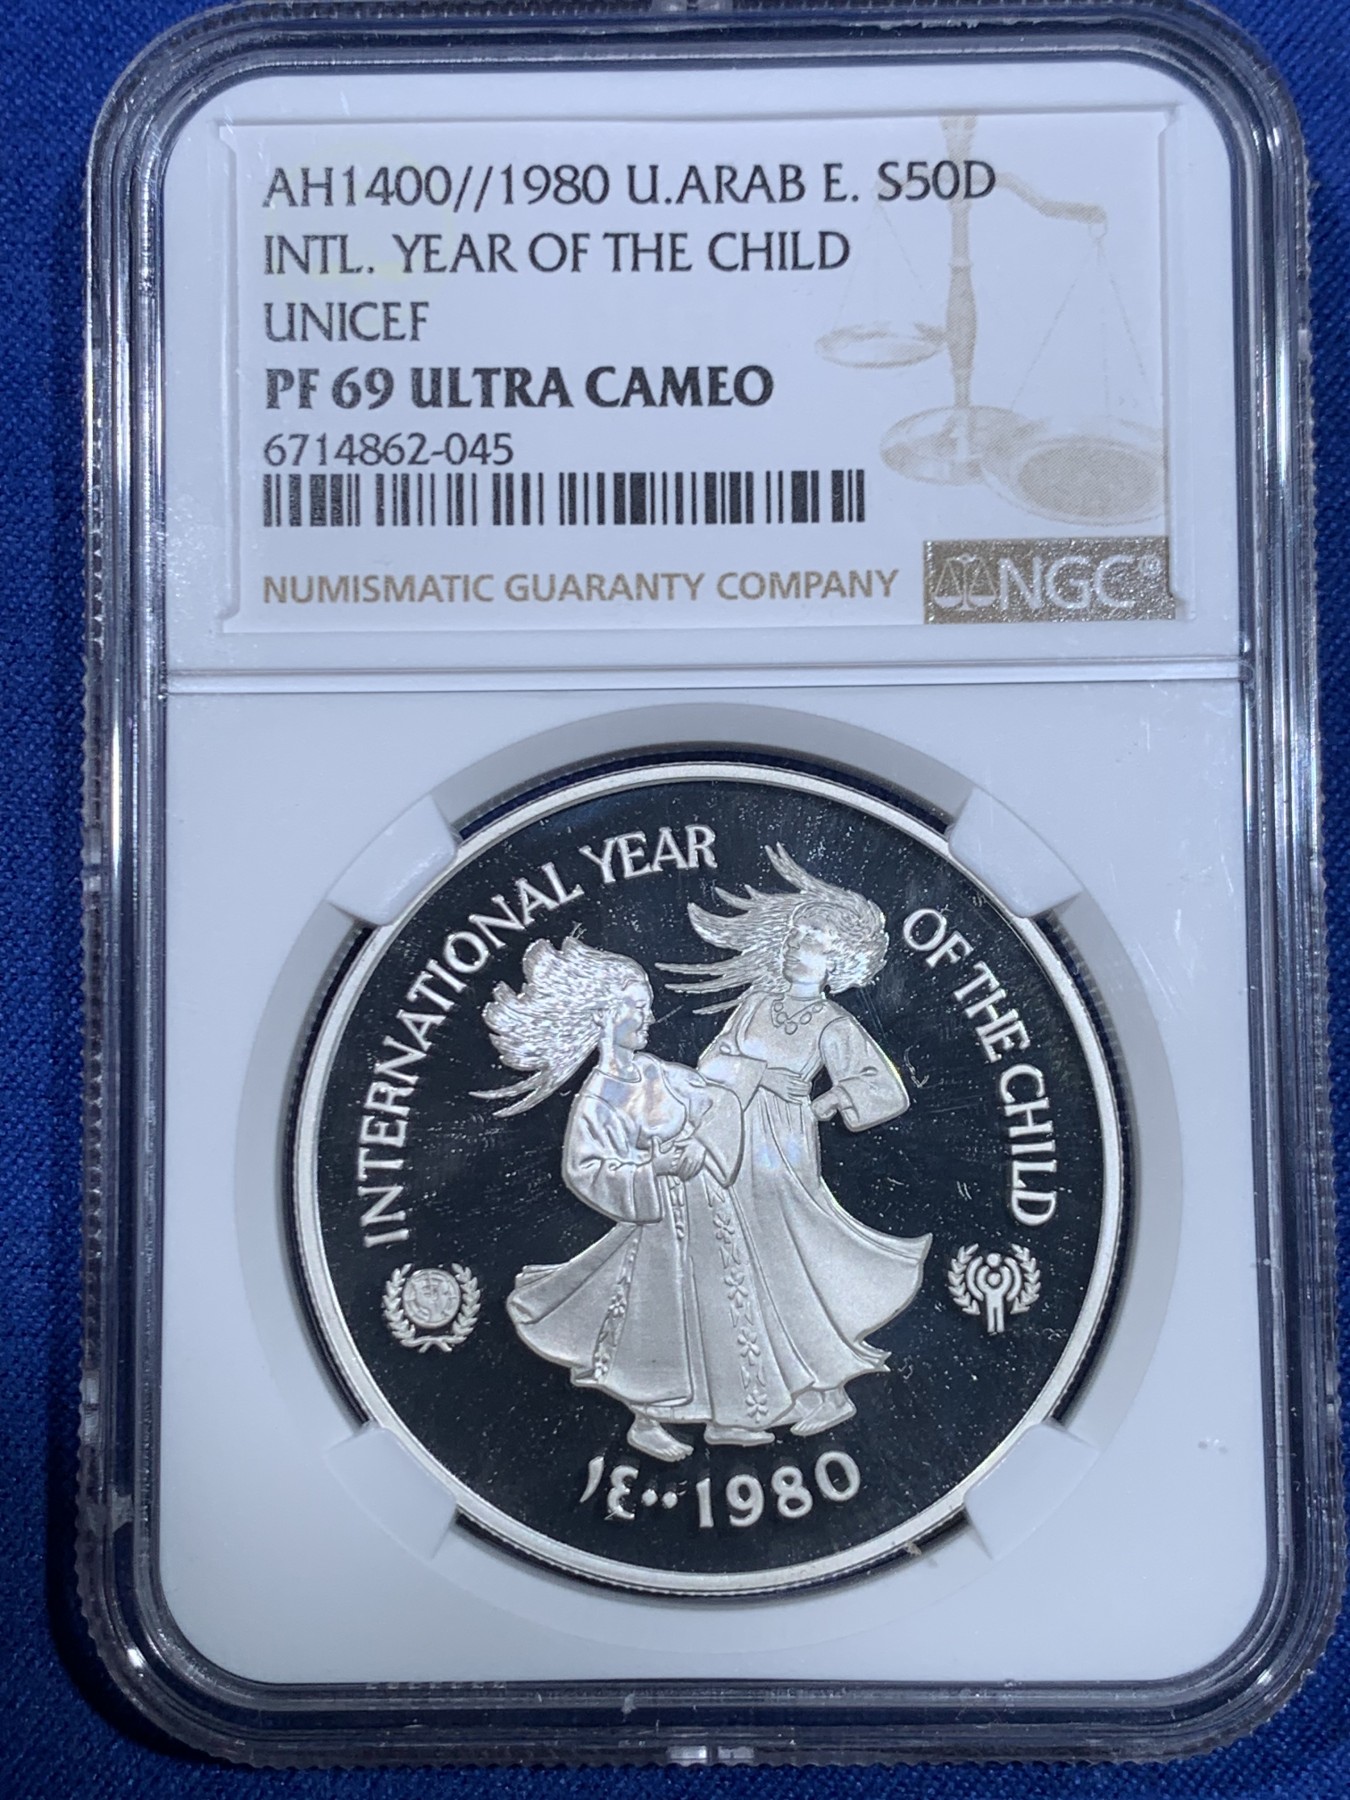 AH1400//1980 U.ARAB E. S50D
INTL. YEAR OF THE CHILD
UNICEF
PF 69 ULTRA CAMEO
6714862-045
NUMISMATIC GUARANTY COMPANY
NGC®
INTERNATIONAL YEAR OF THE CHILD
١٤٠٠ 1980